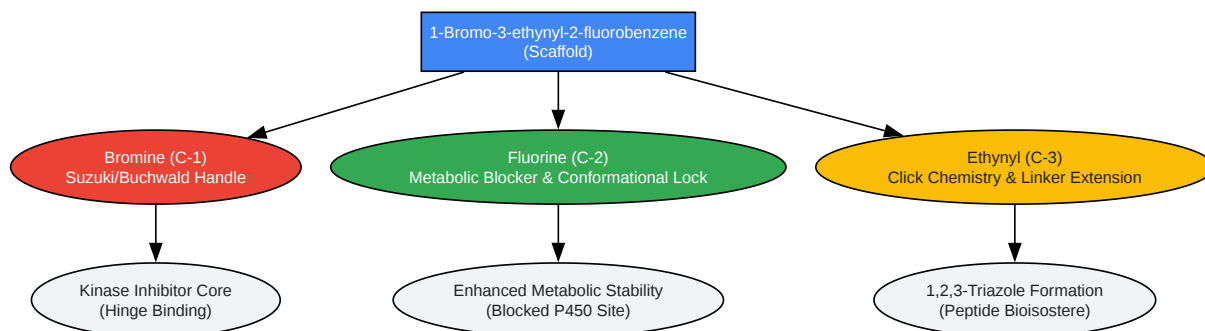 1-Bromo-3-ethynyl-2-fluorobenzene
(Scaffold)
Bromine (C-1)
Suzuki/Buchwald Handle
Fluorine (C-2)
Metabolic Blocker & Conformational Lock
Ethynyl (C-3)
Click Chemistry & Linker Extension
Kinase Inhibitor Core
(Hinge Binding)
Enhanced Metabolic Stability
(Blocked P450 Site)
1,2,3-Triazole Formation
(Peptide Bioisostere)